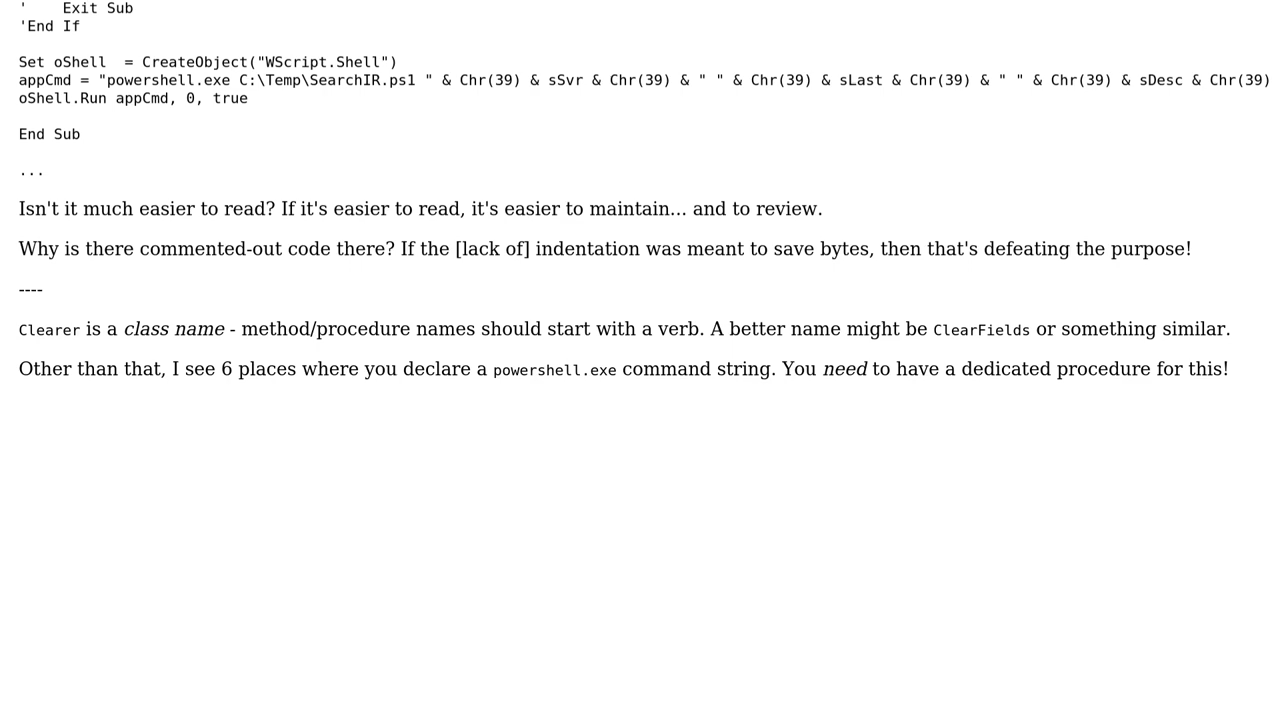 '    Exit Sub
'End If
Set oShell  = CreateObject("WScript.Shell")
appCmd = "powershell.exe C:\Temp\SearchIR.ps1 " & Chr(39) & sSvr & Chr(39) & " " & Chr(39) & sLast & Chr(39) & " " & Chr(39) & sDesc & Chr(39)
oShell.Run appCmd, 0, true
End Sub
...
Isn't it much easier to read? If it's easier to read, it's easier to maintain... and to review.
Why is there commented-out code there? If the [lack of] indentation was meant to save bytes, then that's defeating the purpose!
----
Clearer is a class name - method/procedure names should start with a verb. A better name might be ClearFields or something similar.
Other than that, I see 6 places where you declare a powershell.exe command string. You need to have a dedicated procedure for this!